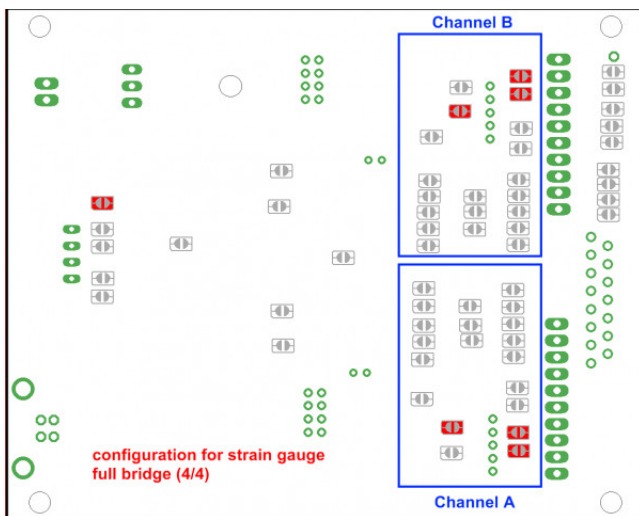 Channel B
configuration for strain gauge
full bridge (4/4)
Channel A